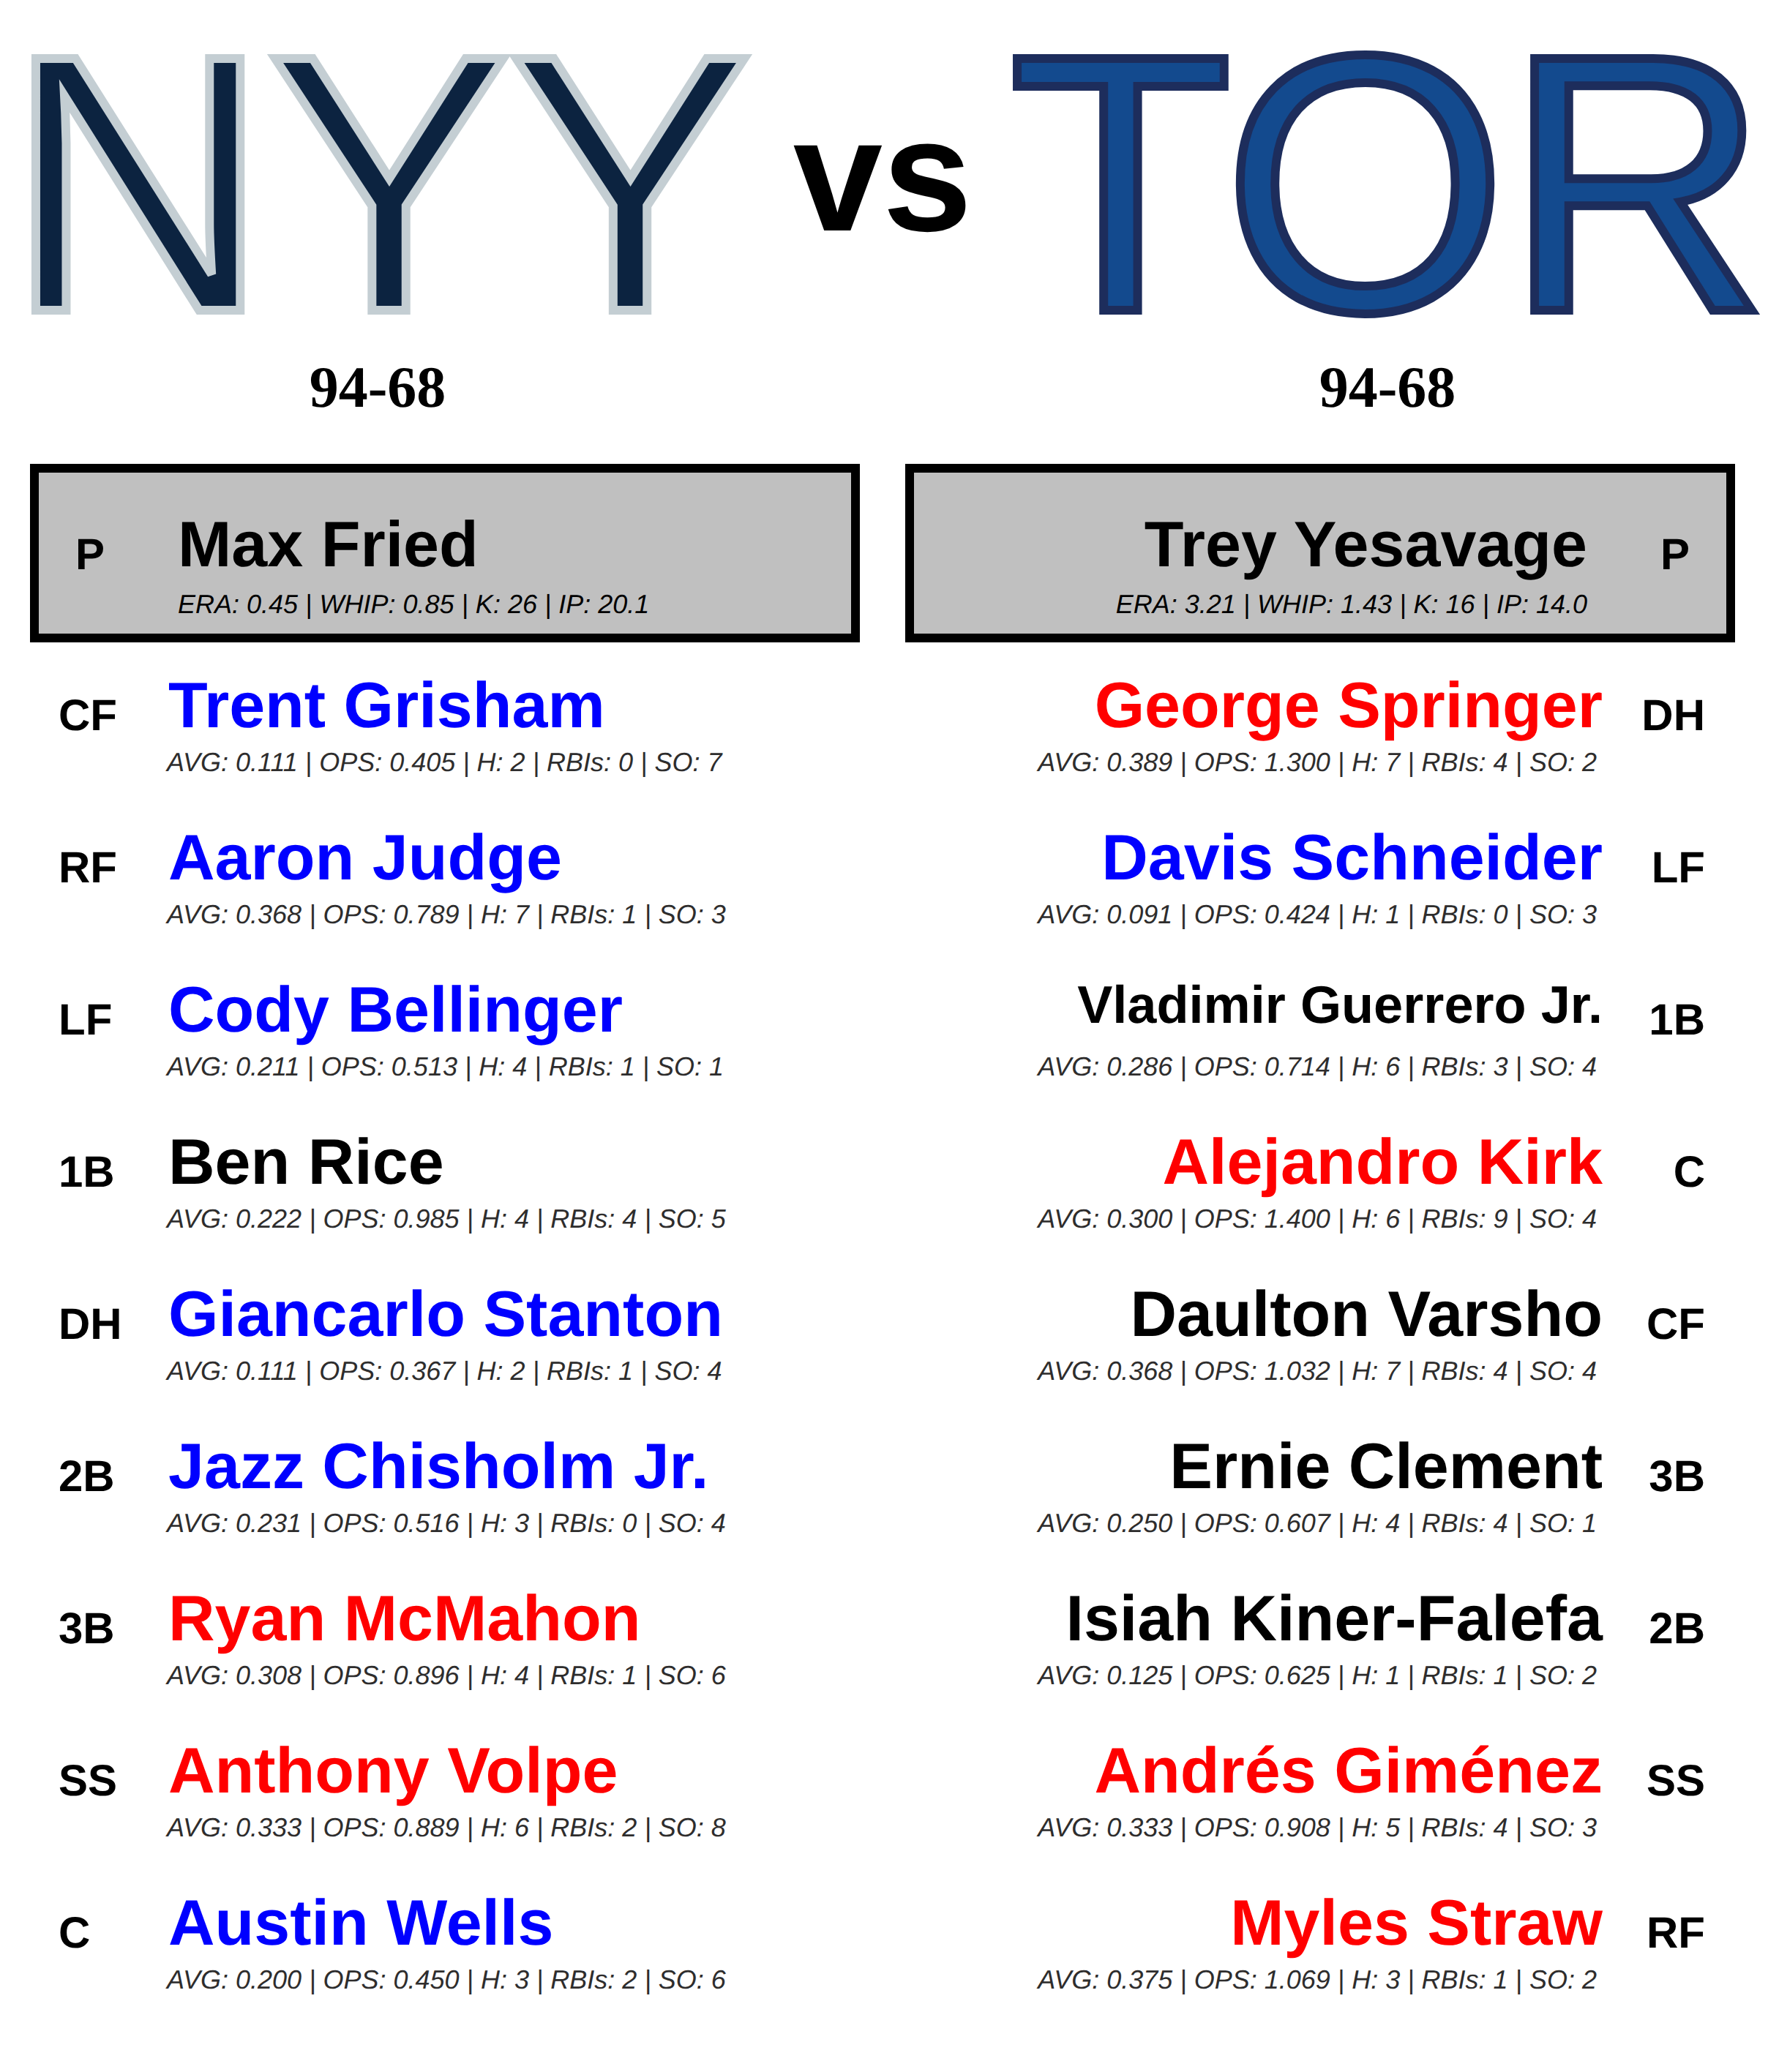 NYY vs TOR
94-68
94-68
P Max Fried
ERA: 0.45 | WHIP: 0.85 | K: 26 | IP: 20.1
Trey Yesavage P
ERA: 3.21 | WHIP: 1.43 | K: 16 | IP: 14.0
CF Trent Grisham
AVG: 0.111 | OPS: 0.405 | H: 2 | RBIs: 0 | SO: 7
RF Aaron Judge
AVG: 0.368 | OPS: 0.789 | H: 7 | RBIs: 1 | SO: 3
LF Cody Bellinger
AVG: 0.211 | OPS: 0.513 | H: 4 | RBIs: 1 | SO: 1
1B Ben Rice
AVG: 0.222 | OPS: 0.985 | H: 4 | RBIs: 4 | SO: 5
DH Giancarlo Stanton
AVG: 0.111 | OPS: 0.367 | H: 2 | RBIs: 1 | SO: 4
2B Jazz Chisholm Jr.
AVG: 0.231 | OPS: 0.516 | H: 3 | RBIs: 0 | SO: 4
3B Ryan McMahon
AVG: 0.308 | OPS: 0.896 | H: 4 | RBIs: 1 | SO: 6
SS Anthony Volpe
AVG: 0.333 | OPS: 0.889 | H: 6 | RBIs: 2 | SO: 8
C Austin Wells
AVG: 0.200 | OPS: 0.450 | H: 3 | RBIs: 2 | SO: 6
George Springer DH
AVG: 0.389 | OPS: 1.300 | H: 7 | RBIs: 4 | SO: 2
Davis Schneider LF
AVG: 0.091 | OPS: 0.424 | H: 1 | RBIs: 0 | SO: 3
Vladimir Guerrero Jr. 1B
AVG: 0.286 | OPS: 0.714 | H: 6 | RBIs: 3 | SO: 4
Alejandro Kirk C
AVG: 0.300 | OPS: 1.400 | H: 6 | RBIs: 9 | SO: 4
Daulton Varsho CF
AVG: 0.368 | OPS: 1.032 | H: 7 | RBIs: 4 | SO: 4
Ernie Clement 3B
AVG: 0.250 | OPS: 0.607 | H: 4 | RBIs: 4 | SO: 1
Isiah Kiner-Falefa 2B
AVG: 0.125 | OPS: 0.625 | H: 1 | RBIs: 1 | SO: 2
Andrés Giménez SS
AVG: 0.333 | OPS: 0.908 | H: 5 | RBIs: 4 | SO: 3
Myles Straw RF
AVG: 0.375 | OPS: 1.069 | H: 3 | RBIs: 1 | SO: 2